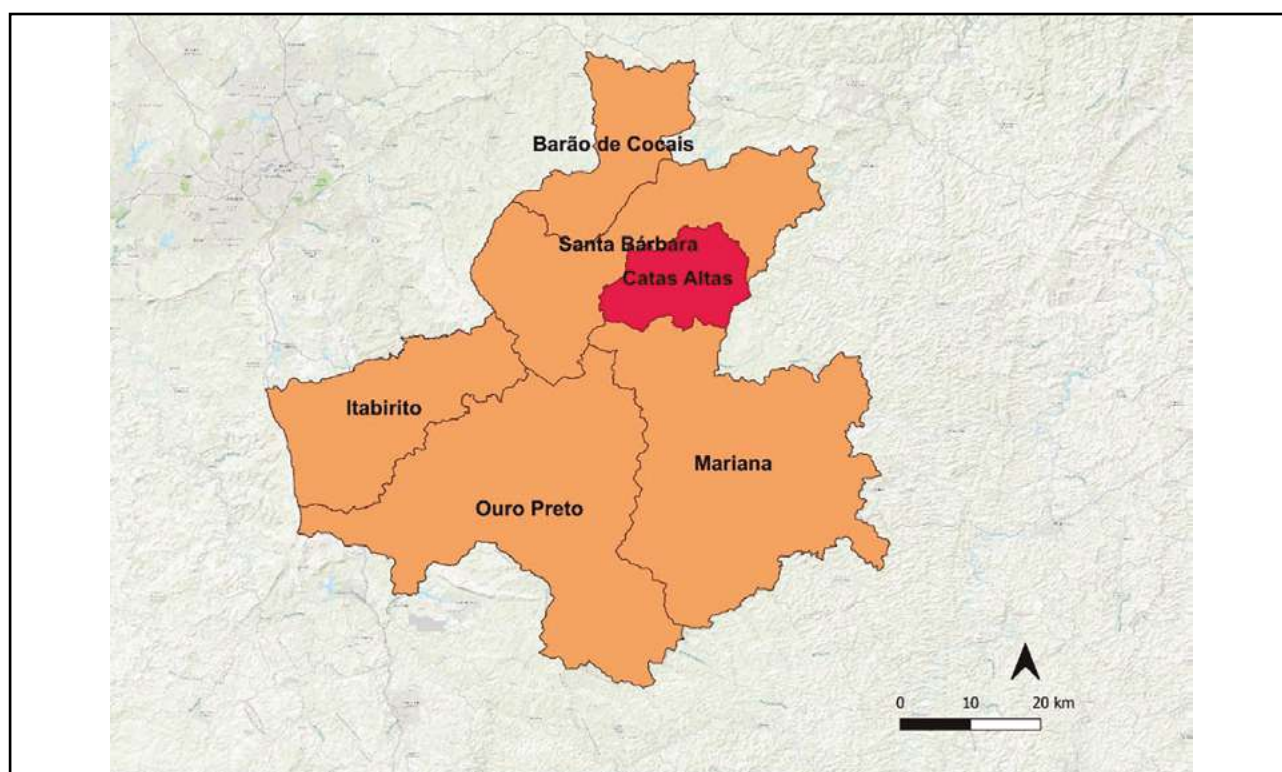 Barão de Cocais
Santa Bárbara
Catas Altas
Itabirito
Mariana
Ouro Preto
0 10 20 km